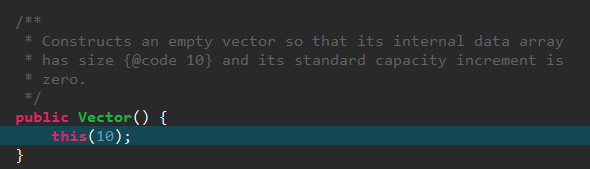 /**
 * Constructs an empty vector so that its internal data array
 * has size {@code 10} and its standard capacity increment is
 * zero.
 */
public Vector() {
    this(10);
}